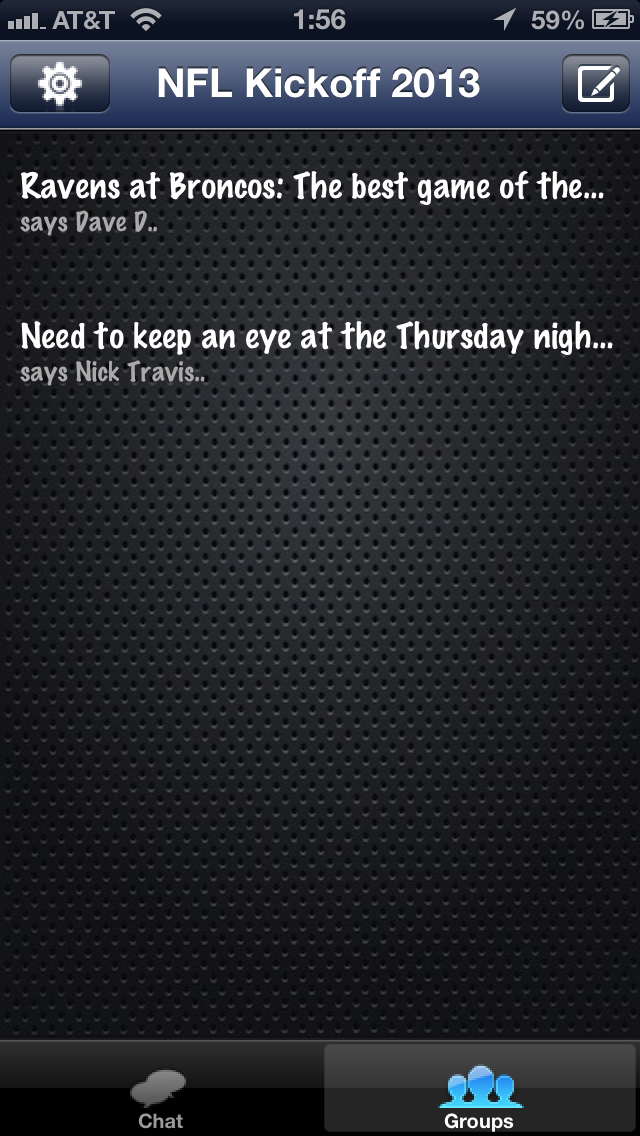 AT&T 1:56 59%
NFL Kickoff 2013
Ravens at Broncos: The best game of the...
says Dave D..
Need to keep an eye at the Thursday nigh...
says Nick Travis..
Chat Groups